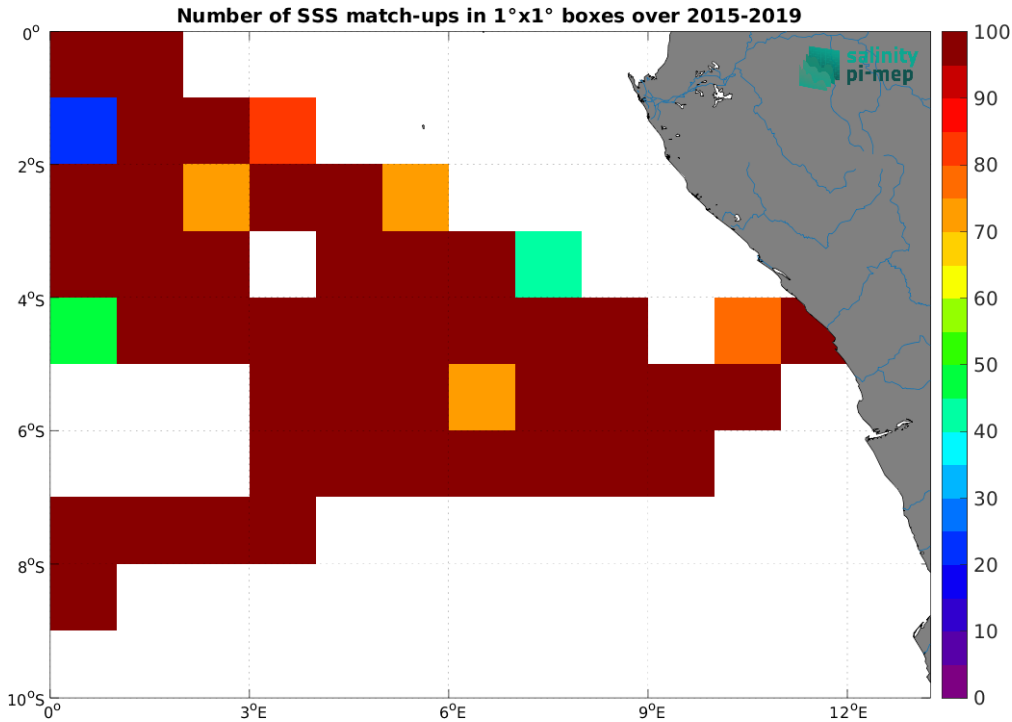 Number of SSS match-ups in 1°x1° boxes over 2015-2019
salinity
pi-mep
0°
2°S
4°S
6°S
8°S
10°S
0°
3°E
6°E
9°E
12°E
100
90
80
70
60
50
40
30
20
10
0